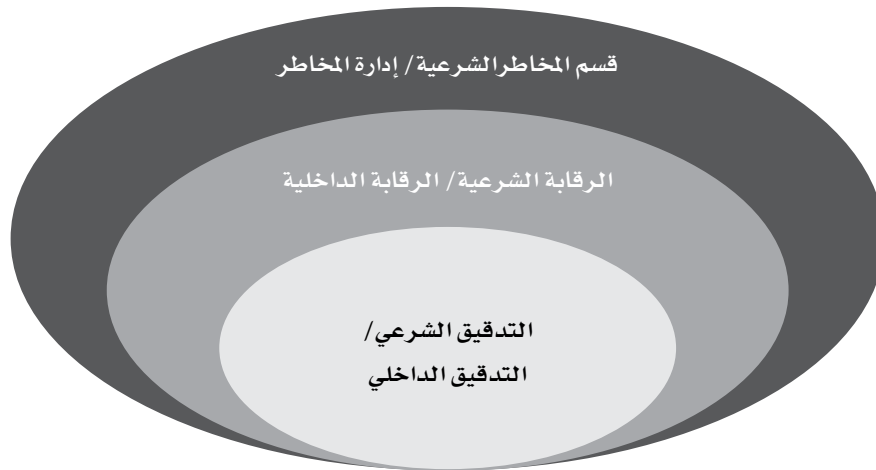 قسم المخاطر الشرعية/ إدارة المخاطر
الرقابة الشرعية/ الرقابة الداخلية
التدقيق الشرعي/
التدقيق الداخلي